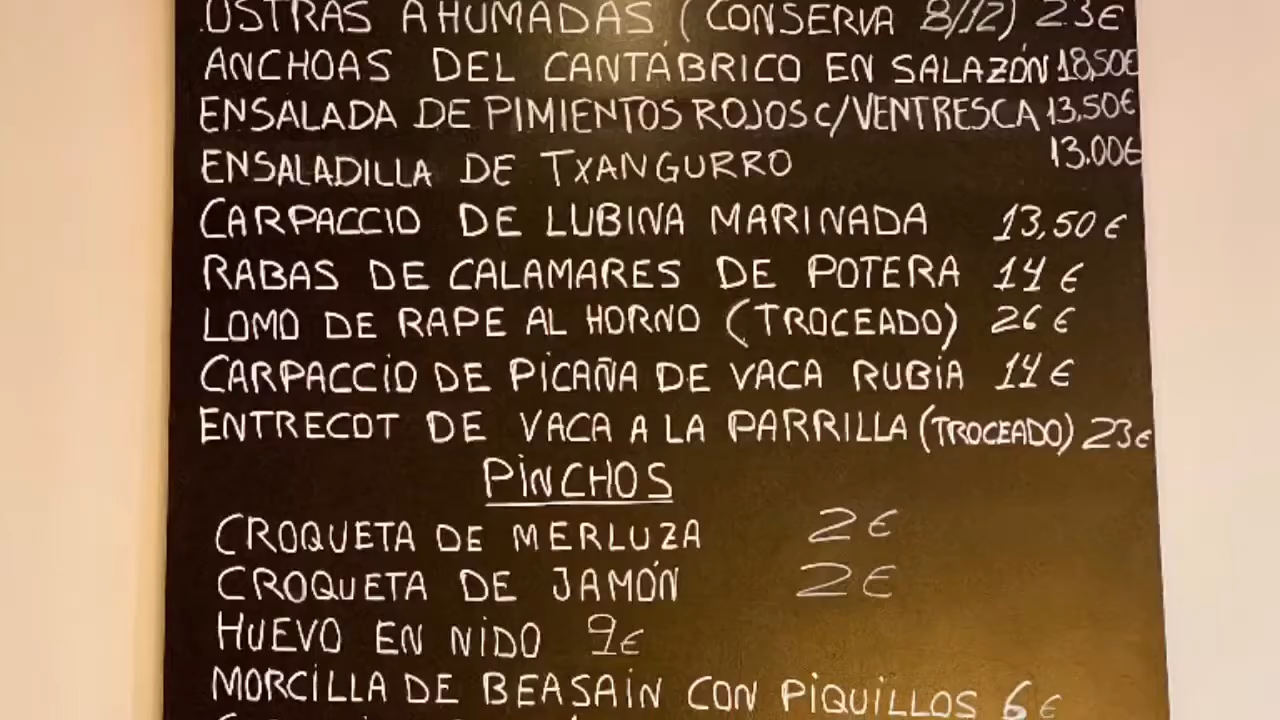 OSTRAS AHUMADAS (CONSERVA 8/12) 23€
ANCHOAS DEL CANTÁBRICO EN SALAZÓN 18,50€
ENSALADA DE PIMIENTOS ROJOS C/VENTRESCA 13,50€
ENSALADILLA DE TXANGURRO 13.00€
CARPACCIO DE LUBINA MARINADA 13,50€
RABAS DE CALAMARES DE POTERA 14€
LOMO DE RAPE AL HORNO (TROCEADO) 26€
CARPACCIO DE PICAÑA DE VACA RUBIA 14€
ENTRECOT DE VACA A LA PARRILLA (TROCEADO) 23€
PINCHOS
CROQUETA DE MERLUZA 2€
CROQUETA DE JAMÓN 2€
HUEVO EN NIDO 9€
MORCILLA DE BEASAIN CON PIQUILLOS 6€